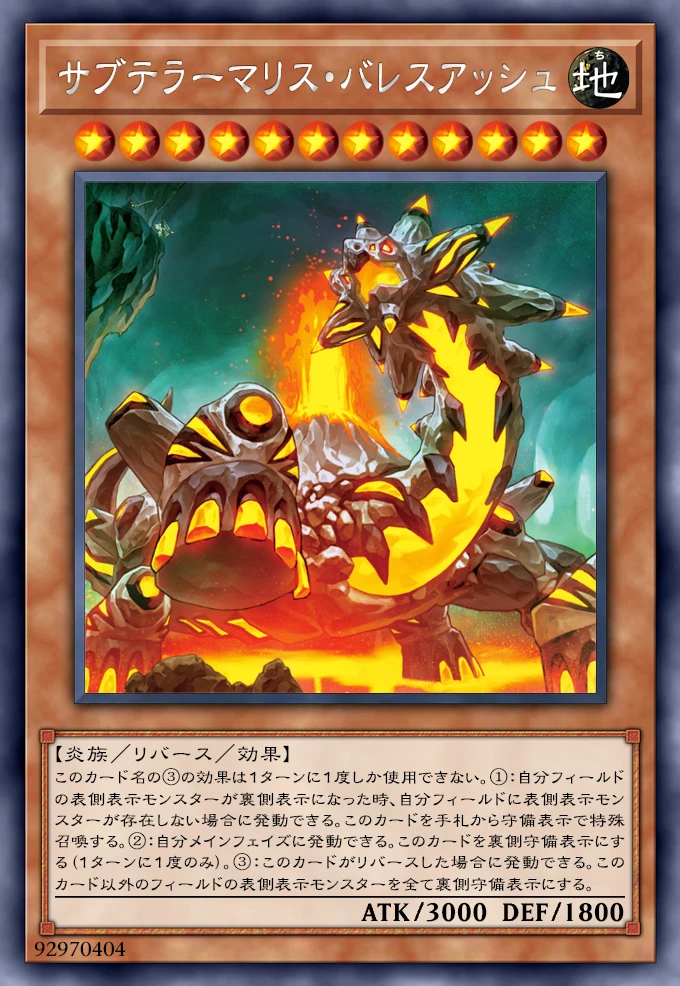 サブテラーマリス・バレスアッシュ
ち
地
【炎族／リバース／効果】
このカード名の③の効果は1ターンに1度しか使用できない。①：自分フィールド
の表側表示モンスターが裏側表示になった時、自分フィールドに表側表示モン
スターが存在しない場合に発動できる。このカードを手札から守備表示で特殊
召喚する。②：自分メインフェイズに発動できる。このカードを裏側守備表示にす
る（1ターンに1度のみ）。③：このカードがリバースした場合に発動できる。この
カード以外のフィールドの表側表示モンスターを全て裏側守備表示にする。
ATK/3000 DEF/1800
92970404